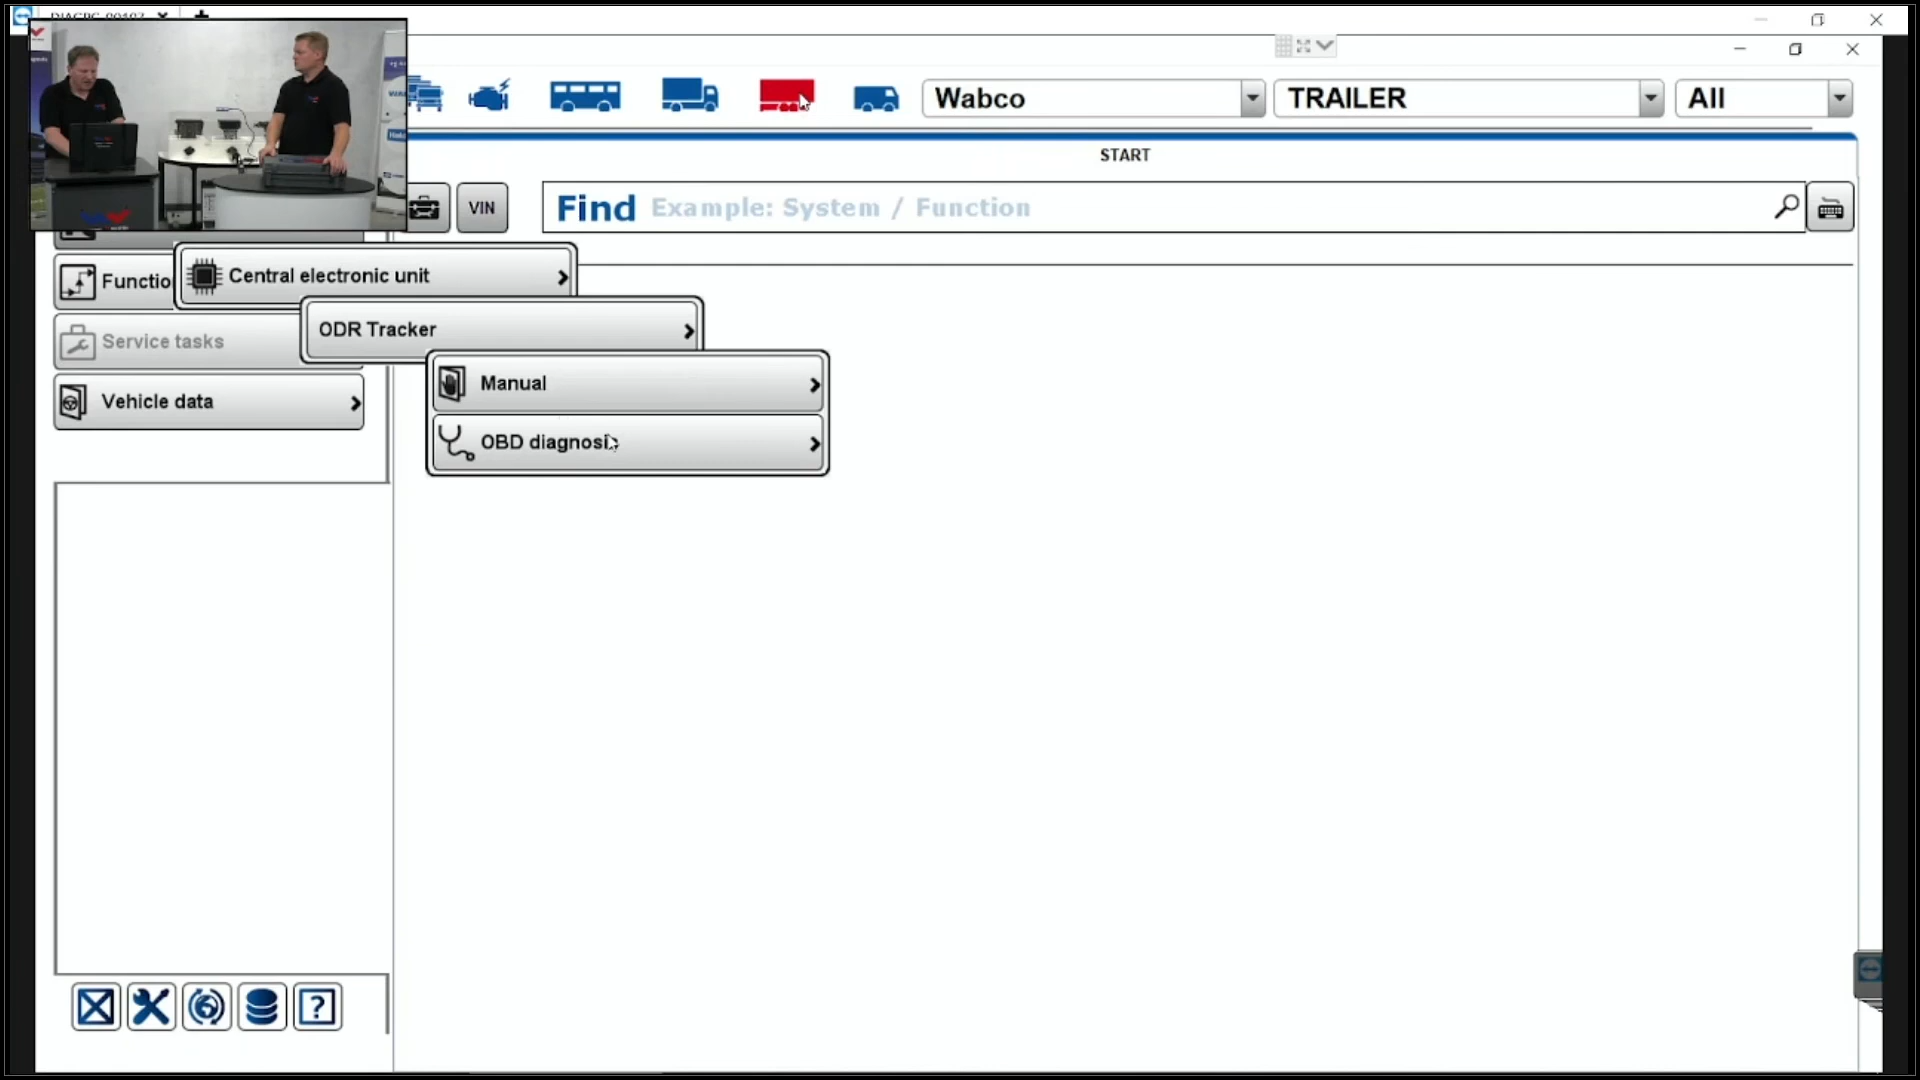 Wabco
TRAILER
All
START
VIN
Find Example: System / Function
Central electronic unit
Functio
ODR Tracker
Service tasks
Manual
Vehicle data
OBD diagnosis